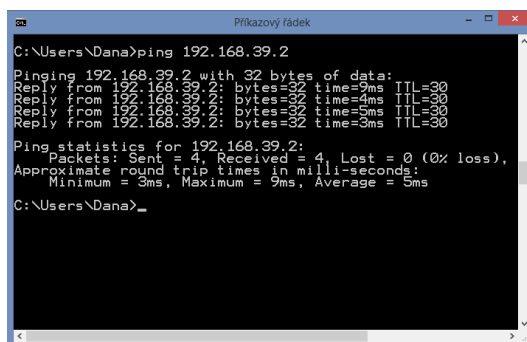 Příkazový řádek
C:\Users\Dana>ping 192.168.39.2
Pinging 192.168.39.2 with 32 bytes of data:
Reply from 192.168.39.2: bytes=32 time=9ms TTL=30
Reply from 192.168.39.2: bytes=32 time=4ms TTL=30
Reply from 192.168.39.2: bytes=32 time=5ms TTL=30
Reply from 192.168.39.2: bytes=32 time=3ms TTL=30
Ping statistics for 192.168.39.2:
Packets: Sent = 4, Received = 4, Lost = 0 (0% loss),
Approximate round trip times in milli-seconds:
Minimum = 3ms, Maximum = 9ms, Average = 5ms
C:\Users\Dana>_